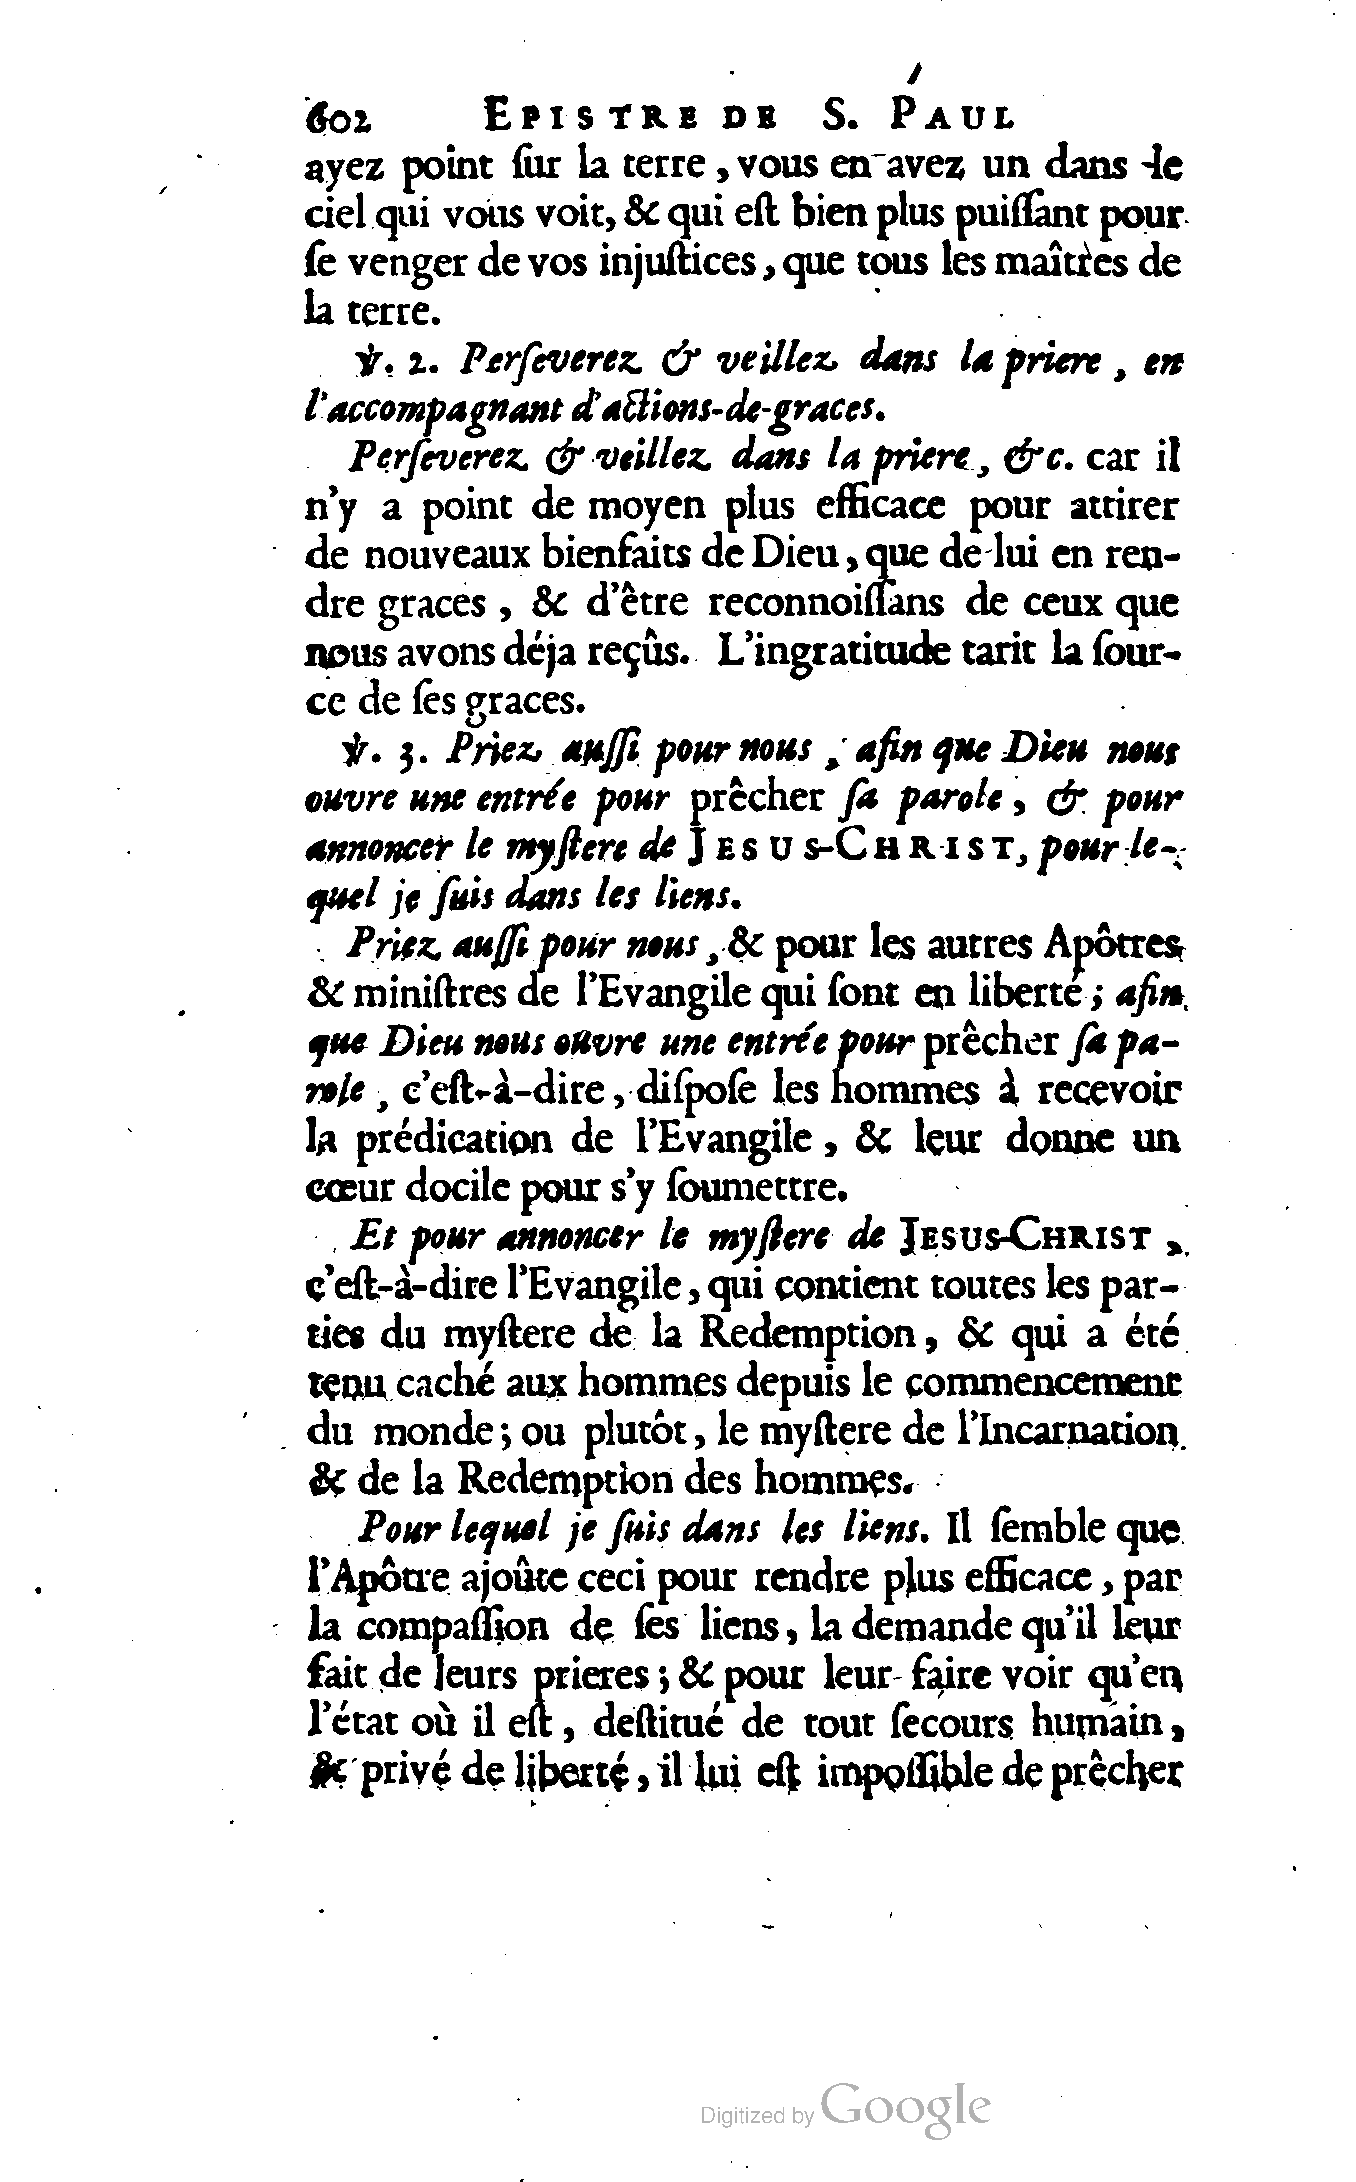 602 EPISTRE DE S. PAUL
ayez point ſur la terre, vous en avez un dans le
ciel qui vous voit, & qui eſt bien plus puiſſant pour
ſe venger de vos injuſtices, que tous les maîtres de
la terre.
℣. 2. Perſeverez & veillez dans la priere, en
l'accompagnant d'actions-de-graces.
Perſeverez & veillez dans la priere, &c. car il
n'y a point de moyen plus efficace pour attirer
de nouveaux bienfaits de Dieu, que de lui en ren-
dre graces, & d'être reconnoiſſans de ceux que
nous avons déja reçûs. L'ingratitude tarit la ſour-
ce de ſes graces.
℣. 3. Priez auſſi pour nous, afin que Dieu nous
ouvre une entrée pour prêcher ſa parole, & pour
annoncer le myſtere de JESUS-CHRIST, pour le-
quel je ſuis dans les liens.
Priez auſſi pour nous, & pour les autres Apôtres
& miniſtres de l'Evangile qui ſont en liberté; afin
que Dieu nous ouvre une entrée pour prêcher ſa pa-
role, c'eſt-à-dire, diſpoſe les hommes à recevoir
la prédication de l'Evangile, & leur donne un
cœur docile pour s'y ſoumettre.
Et pour annoncer le myſtere de JESUS-CHRIST,
c'eſt-à-dire l'Evangile, qui contient toutes les par-
ties du myſtere de la Redemption, & qui a été
tenu caché aux hommes depuis le commencement
du monde; ou plutôt, le myſtere de l'Incarnation
& de la Redemption des hommes.
Pour lequel je ſuis dans les liens. Il ſemble que
l'Apôtre ajoûte ceci pour rendre plus efficace, par
la compaſſion de ſes liens, la demande qu'il leur
fait de leurs prieres; & pour leur faire voir qu'en
l'état où il eſt, deſtitué de tout ſecours humain,
& privé de liberté, il lui eſt impoſſible de prêcher
Digitized by Google